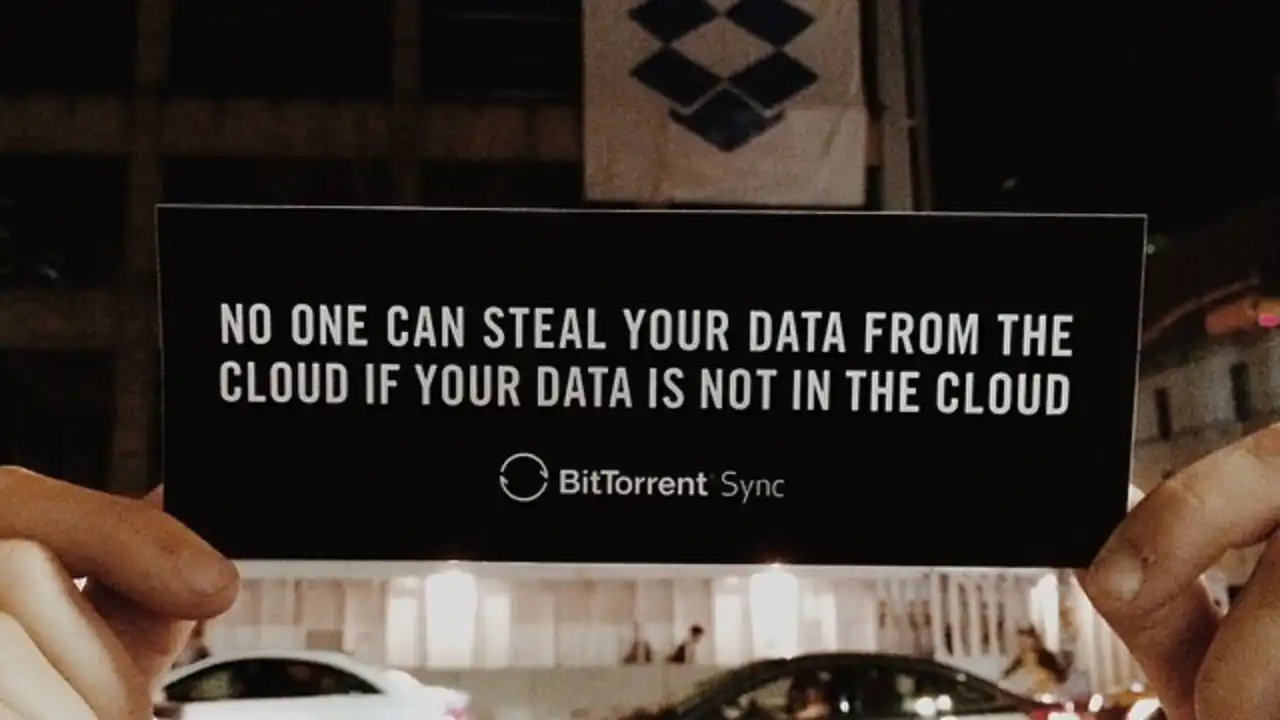 NO ONE CAN STEAL YOUR DATA FROM THE
CLOUD IF YOUR DATA IS NOT IN THE CLOUD
BitTorrent Sync